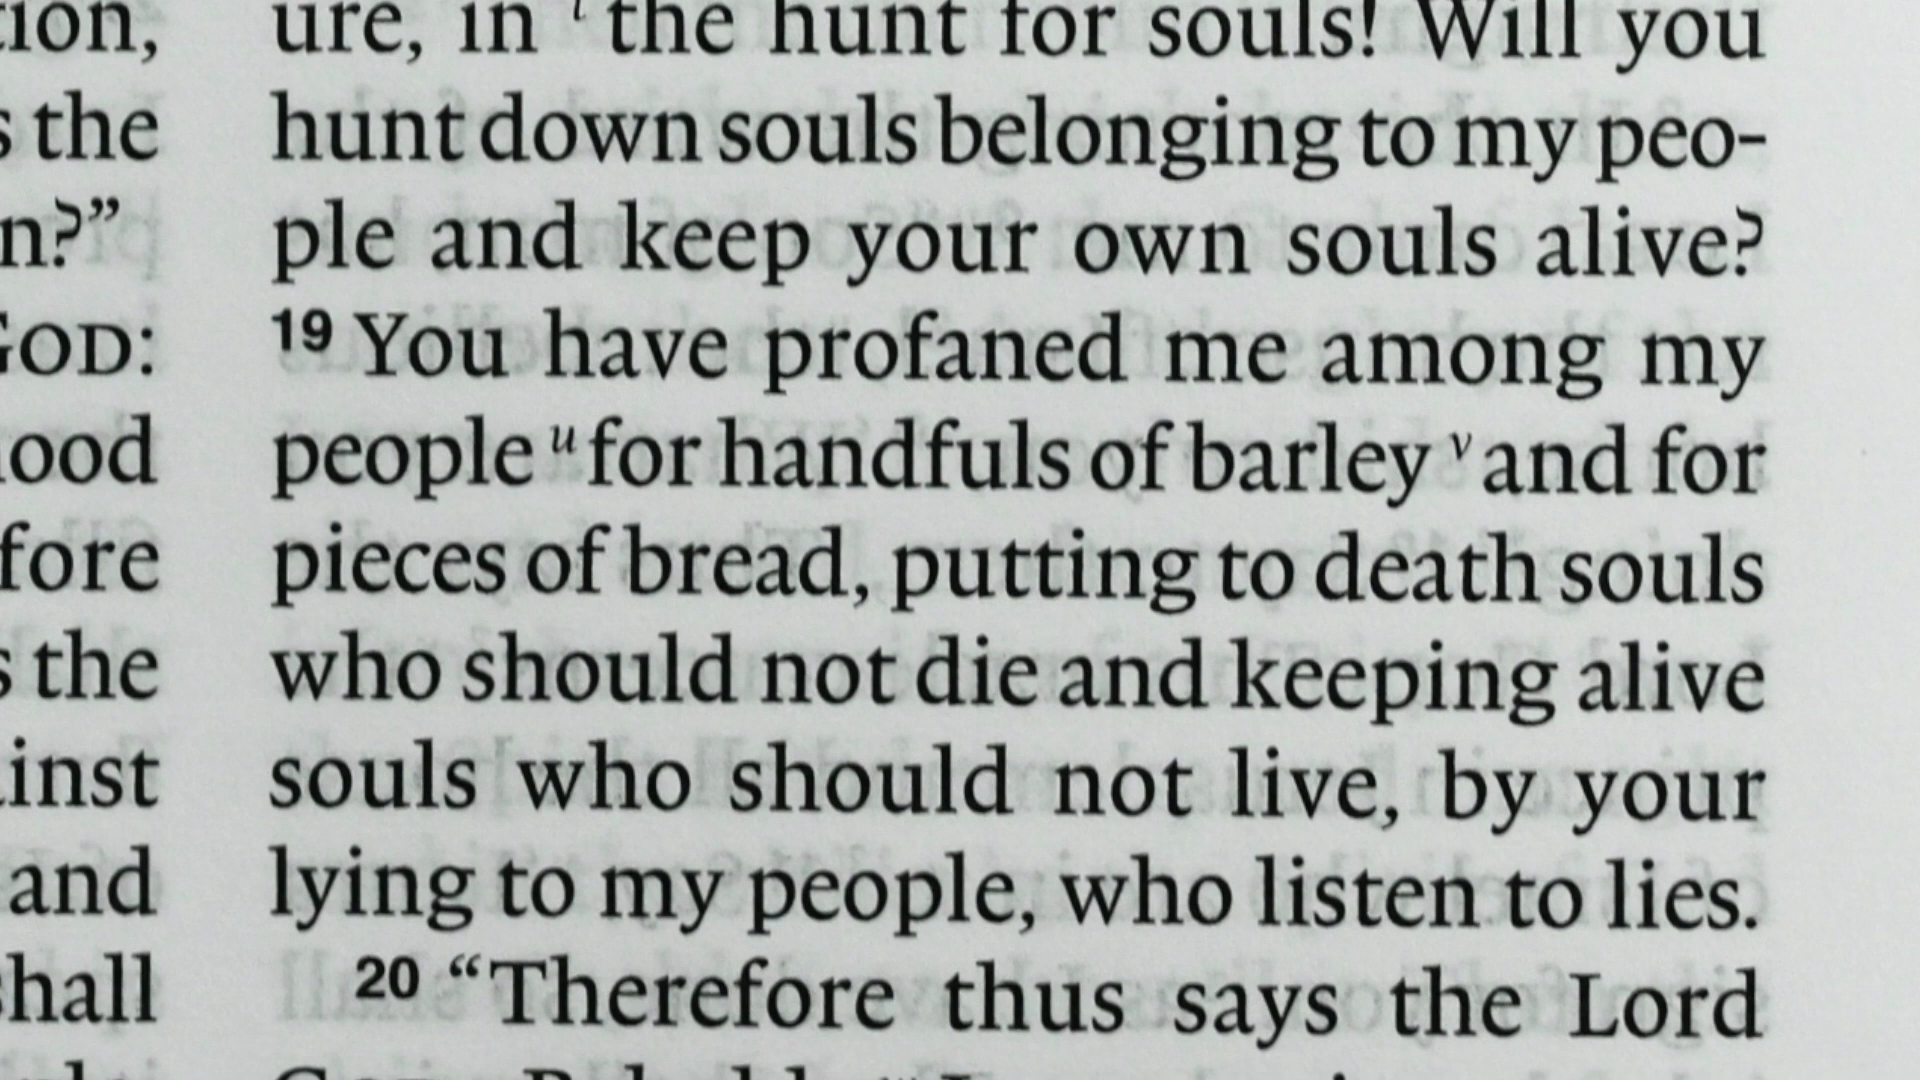 tion,
s the
n?”
GOD:
ood
fore
s the
inst
and
shall
ure, in t the hunt for souls! Will you
hunt down souls belonging to my peo-
ple and keep your own souls alive?
19 You have profaned me among my
people u for handfuls of barley v and for
pieces of bread, putting to death souls
who should not die and keeping alive
souls who should not live, by your
lying to my people, who listen to lies.
20 “Therefore thus says the Lord